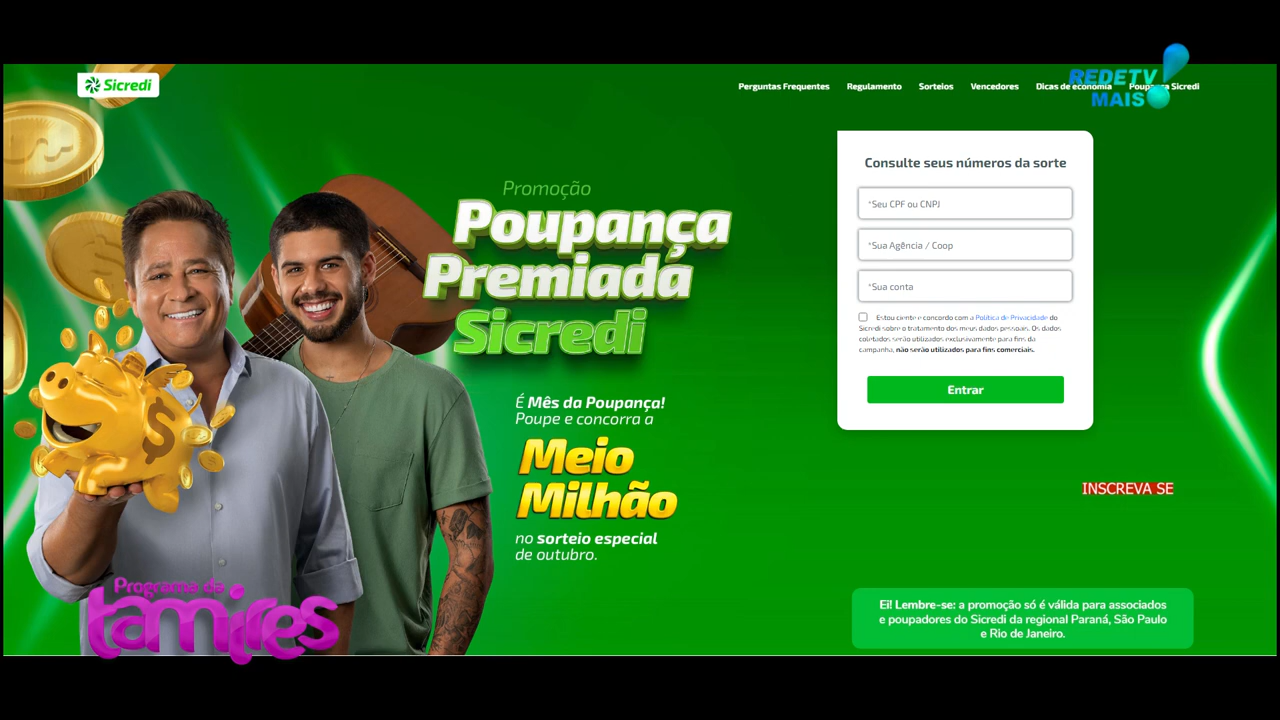 Sicredi
Perguntas Frequentes Regulamento Sorteios Vencedores Dicas de economia Poupança Sicredi
REDETV
MAIS
Consulte seus números da sorte
*Seu CPF ou CNPJ
*Sua Agência / Coop
*Sua conta
Estou ciente e concordo com a Política de Privacidade do
Sicredi sobre o tratamento dos meus dados pessoais. Os dados
coletados serão utilizados exclusivamente para fins da
campanha, não serão utilizados para fins comerciais.
Entrar
Promoção
Poupança
Premiada
Sicredi
É Mês da Poupança!
Poupe e concorra a
Meio
Milhão
no sorteio especial
de outubro.
INSCREVA SE
Programa da
tamires
Ei! Lembre-se: a promoção só é válida para associados
e poupadores do Sicredi da regional Paraná, São Paulo
e Rio de Janeiro.